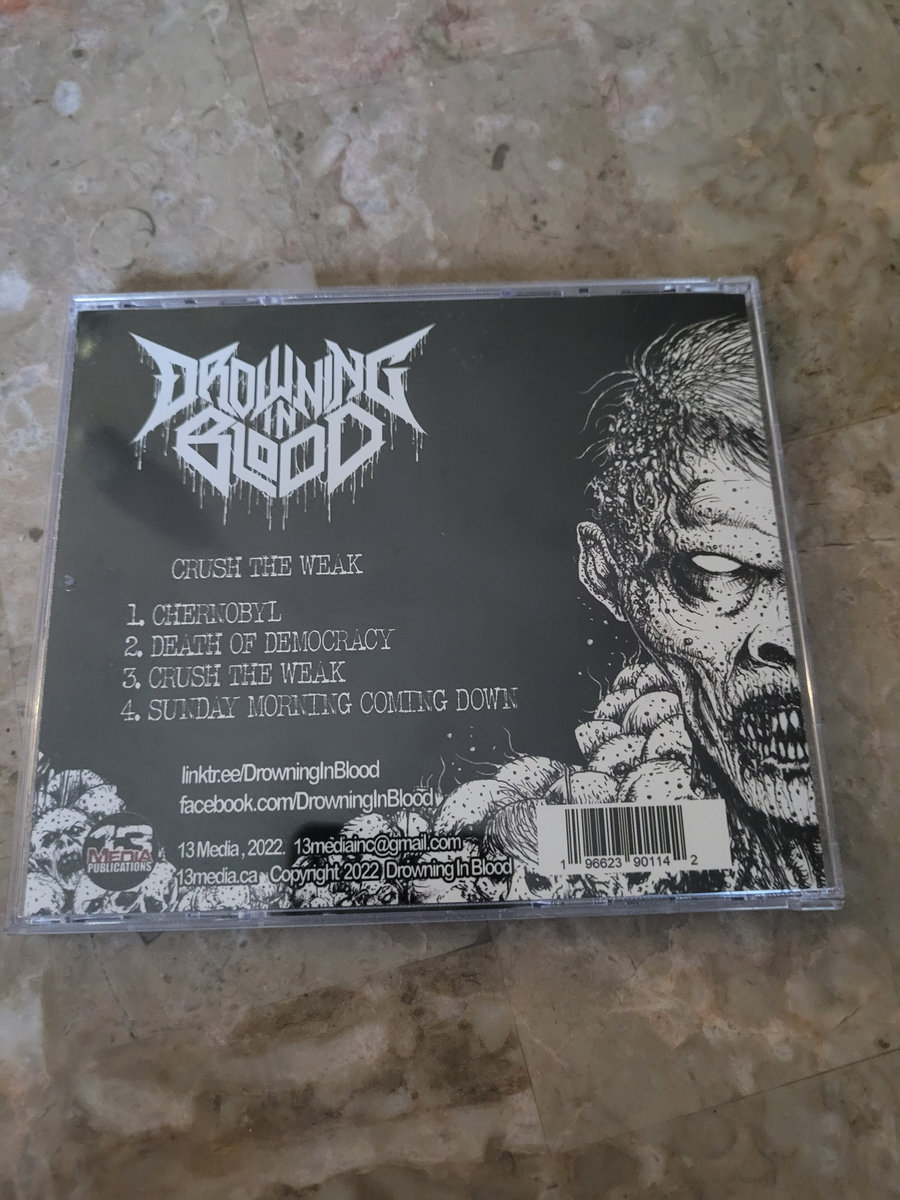 DROWNING
IN
BLOOD
CRUSH THE WEAK
1. CHERNOBYL
2. DEATH OF DEMOCRACY
3. CRUSH THE WEAK
4. SUNDAY MORNING COMING DOWN
linktr.ee/DrowningInBlood
facebook.com/DrowningInBlood
13 Media, 2022. 13mediainc@gmail.com
13media.ca Copyright 2022 Drowning In Blood
13
MEDIA
PUBLICATIONS
1 96623 90114 2